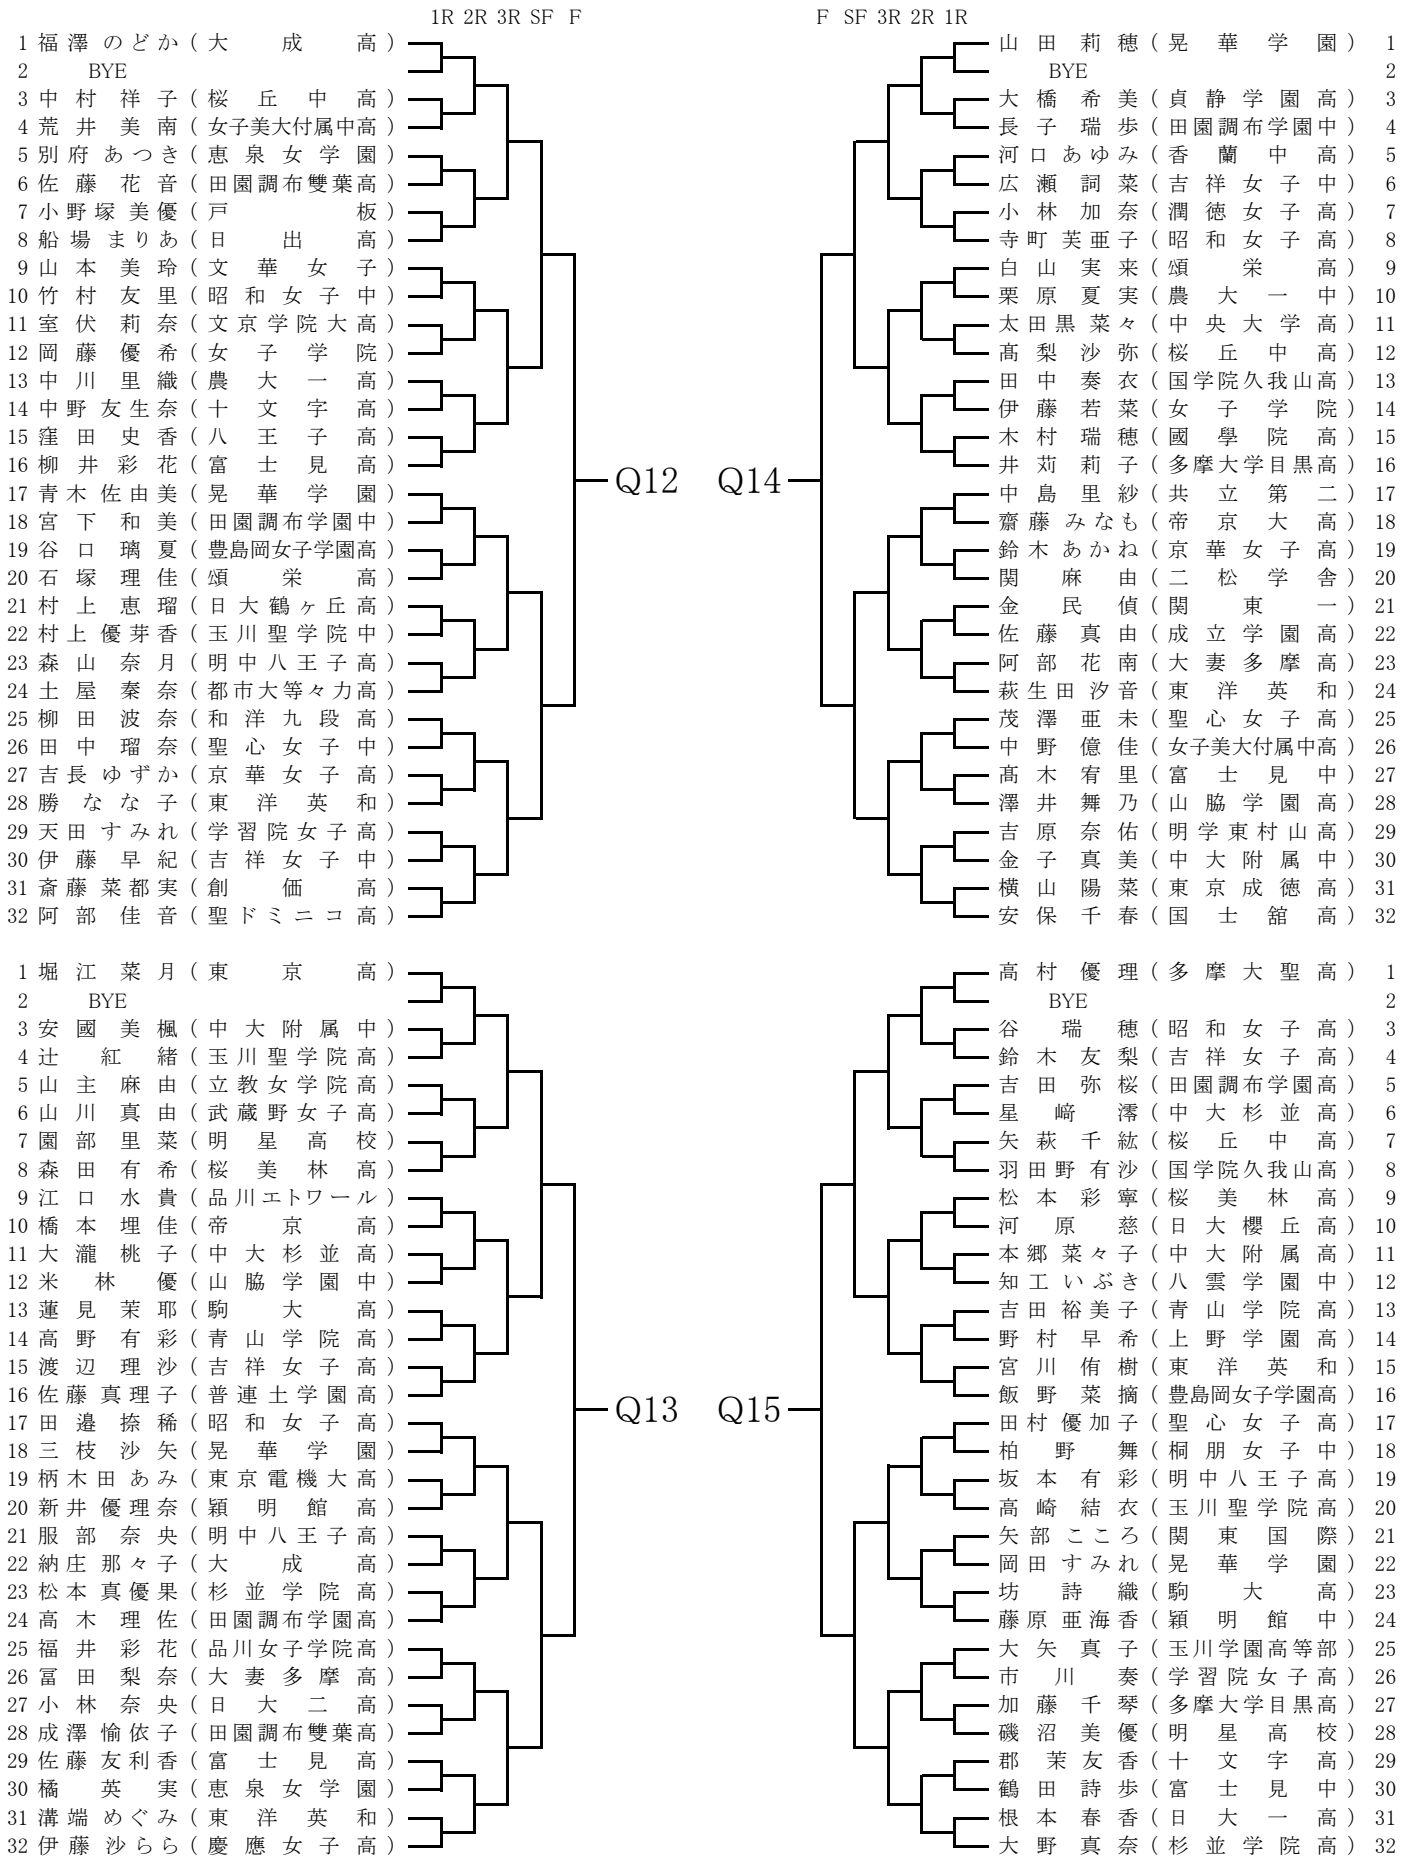 1R 2R 3R SF F
1 福澤 のどか ( 大成高 )
2 BYE
3 中村祥子 ( 桜丘中高 )
4 荒井美南 ( 女子美大付属中高 )
5 別府 あつき ( 恵泉女学園 )
6 佐藤花音 ( 田園調布雙葉高 )
7 小野塚 美優 ( 戸板 )
8 船場 まりあ ( 日出高 )
9 山本美玲 ( 文華女子 )
10 竹村友里 ( 昭和女子中 )
11 室伏莉奈 ( 文京学院大高 )
12 岡藤優希 ( 女子学院 )
13 中川里織 ( 農大一高 )
14 中野 友生奈 ( 十文字高 )
15 窪田史香 ( 八王子高 )
16 柳井彩花 ( 富士見高 )
17 青木 佐由美 ( 晃華学園 )
18 宮下和美 ( 田園調布学園中 )
19 谷口璃夏 ( 豊島岡女子学園高 )
20 石塚理佳 ( 頌栄高 )
21 村上恵瑠 ( 日大鶴ヶ丘高 )
22 村上 優芽香 ( 玉川聖学院中 )
23 森山奈月 ( 明中八王子高 )
24 土屋秦奈 ( 都市大等々力高 )
25 柳田波奈 ( 和洋九段高 )
26 田中瑠奈 ( 聖心女子中 )
27 吉長 ゆずか ( 京華女子高 )
28 勝なな子 ( 東洋英和 )
29 天田 すみれ ( 学習院女子高 )
30 伊藤早紀 ( 吉祥女子中 )
31 斎藤 菜都実 ( 創価高 )
32 阿部佳音 ( 聖ドミニコ高 )
Q12
F SF 3R 2R 1R
山田莉穂 ( 晃華学園 ) 1
BYE 2
大橋希美 ( 貞静学園高 ) 3
長子瑞歩 ( 田園調布学園中 ) 4
河口 あゆみ ( 香蘭中高 ) 5
広瀬詞菜 ( 吉祥女子中 ) 6
小林加奈 ( 潤徳女子高 ) 7
寺町 芙亜子 ( 昭和女子高 ) 8
白山実来 ( 頌栄高 ) 9
栗原夏実 ( 農大一中 ) 10
太田黒 菜々 ( 中央大学高 ) 11
髙梨沙弥 ( 桜丘中高 ) 12
田中奏衣 ( 国学院久我山高 ) 13
伊藤若菜 ( 女子学院 ) 14
木村瑞穂 ( 國學院高 ) 15
井苅莉子 ( 多摩大学目黒高 ) 16
中島里紗 ( 共立第二 ) 17
齋藤 みなも ( 帝京大高 ) 18
鈴木 あかね ( 京華女子高 ) 19
関麻由 ( 二松学舎 ) 20
金民偵 ( 関東一 ) 21
佐藤真由 ( 成立学園高 ) 22
阿部花南 ( 大妻多摩高 ) 23
萩生田 汐音 ( 東洋英和 ) 24
茂澤亜未 ( 聖心女子高 ) 25
中野億佳 ( 女子美大付属中高 ) 26
髙木宥里 ( 富士見中 ) 27
澤井舞乃 ( 山脇学園高 ) 28
吉原奈佑 ( 明学東村山高 ) 29
金子真美 ( 中大附属中 ) 30
横山陽菜 ( 東京成徳高 ) 31
安保千春 ( 国士舘高 ) 32
Q14
1 堀江菜月 ( 東京高 )
2 BYE
3 安國美楓 ( 中大附属中 )
4 辻紅緒 ( 玉川聖学院高 )
5 山主麻由 ( 立教女学院高 )
6 山川真由 ( 武蔵野女子高 )
7 園部里菜 ( 明星高校 )
8 森田有希 ( 桜美林高 )
9 江口水貴 ( 品川エトワール )
10 橋本理佳 ( 帝京高 )
11 大瀧桃子 ( 中大杉並高 )
12 米林優 ( 山脇学園中 )
13 蓮見茉耶 ( 駒大高 )
14 高野有彩 ( 青山学院高 )
15 渡辺理沙 ( 吉祥女子高 )
16 佐藤 真理子 ( 普連土学園高 )
17 田邉捺稀 ( 昭和女子高 )
18 三枝沙矢 ( 晃華学園 )
19 柄木田 あみ ( 東京電機大高 )
20 新井 優理奈 ( 穎明館高 )
21 服部奈央 ( 明中八王子高 )
22 納庄 那々子 ( 大成高 )
23 松本 真優果 ( 杉並学院高 )
24 高木理佐 ( 田園調布学園高 )
25 福井彩花 ( 品川女子学院高 )
26 冨田梨奈 ( 大妻多摩高 )
27 小林奈央 ( 日大二高 )
28 成澤 愉依子 ( 田園調布雙葉高 )
29 佐藤 友利香 ( 富士見高 )
30 橘英実 ( 恵泉女学園 )
31 溝端 めぐみ ( 東洋英和 )
32 伊藤 沙らら ( 慶應女子高 )
Q13
高村優理 ( 多摩大聖高 ) 1
BYE 2
谷瑞穂 ( 昭和女子高 ) 3
鈴木友梨 ( 吉祥女子高 ) 4
吉田弥桜 ( 田園調布学園高 ) 5
星﨑澪 ( 中大杉並高 ) 6
矢萩千紘 ( 桜丘中高 ) 7
羽田野 有沙 ( 国学院久我山高 ) 8
松本彩寧 ( 桜美林高 ) 9
河原慈 ( 日大櫻丘高 ) 10
本郷 菜々子 ( 中大附属高 ) 11
知工 いぶき ( 八雲学園中 ) 12
吉田 裕美子 ( 青山学院高 ) 13
野村早希 ( 上野学園高 ) 14
宮川侑樹 ( 東洋英和 ) 15
飯野菜摘 ( 豊島岡女子学園高 ) 16
田村 優加子 ( 聖心女子高 ) 17
柏野舞 ( 桐朋女子中 ) 18
坂本有彩 ( 明中八王子高 ) 19
高崎結衣 ( 玉川聖学院高 ) 20
矢部 こころ ( 関東国際 ) 21
岡田 すみれ ( 晃華学園 ) 22
坊詩織 ( 駒大高 ) 23
藤原 亜海香 ( 穎明館中 ) 24
大矢真子 ( 玉川学園高等部 ) 25
市川奏 ( 学習院女子高 ) 26
加藤千琴 ( 多摩大学目黒高 ) 27
磯沼美優 ( 明星高校 ) 28
郡茉友香 ( 十文字高 ) 29
鶴田詩歩 ( 富士見中 ) 30
根本春香 ( 日大一高 ) 31
大野真奈 ( 杉並学院高 ) 32
Q15